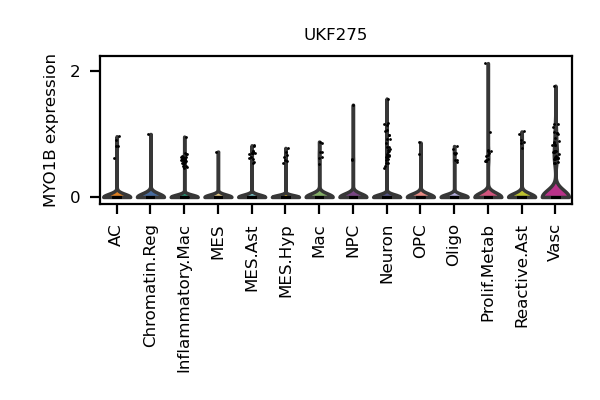 UKF275
MYO1B expression
2
0
AC
Chromatin.Reg
Inflammatory.Mac
MES
MES.Ast
MES.Hyp
Mac
NPC
Neuron
OPC
Oligo
Prolif.Metab
Reactive.Ast
Vasc